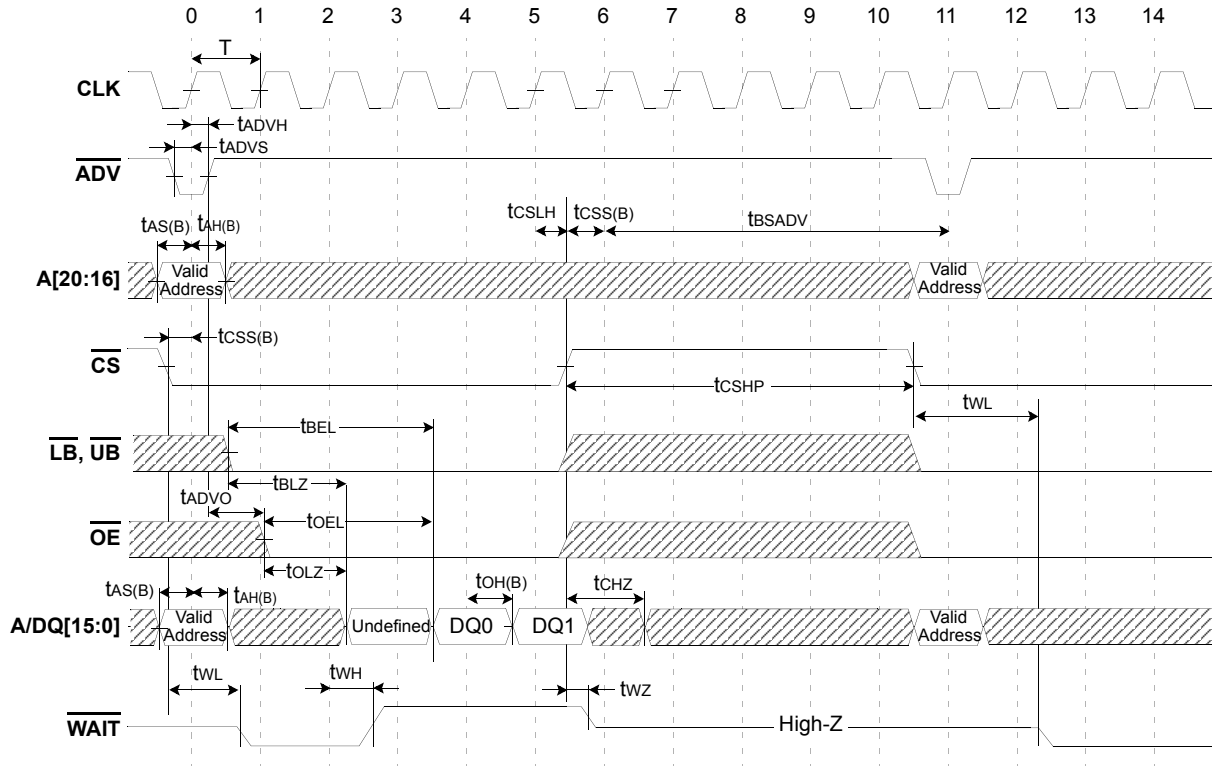 0 1 2 3 4 5 6 7 8 9 10 11 12 13 14
T
CLK
tADVH
tADVS
ADV
tAS(B) tAH(B) tCSLH tCSS(B) tBSADV
A[20:16] Valid Address Valid Address
tCSS(B)
CS
tCSHP
tWL
LB, UB
tBEL
tBLZ
tADVO
tOEL
OE
tOLZ
tAS(B) tAH(B) tOH(B) tCHZ
A/DQ[15:0] Valid Address Undefined DQ0 DQ1 Valid Address
tWL tWH tWZ
WAIT High-Z